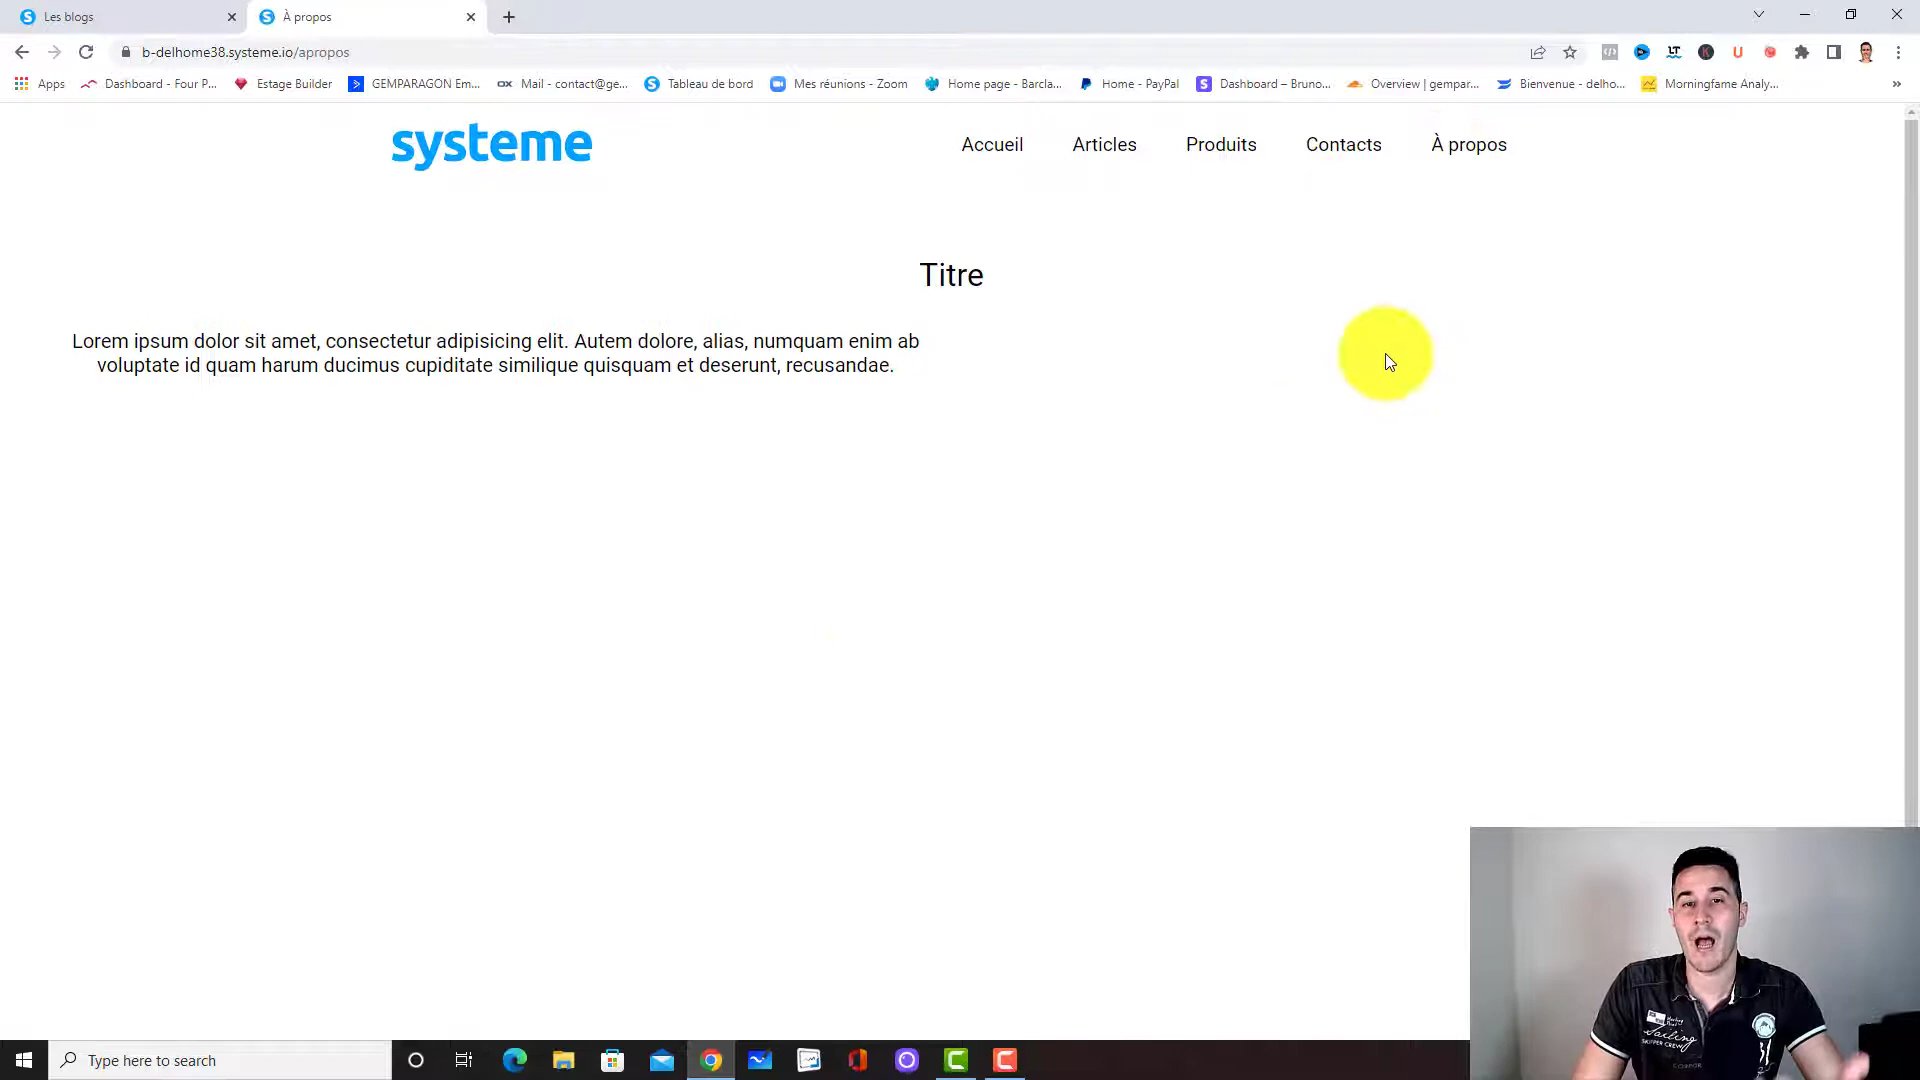 Les blogs
À propos
b-delhome38.systeme.io/apropos
Apps
Dashboard - Four P...
Estage Builder
GEMPARAGON Em...
Mail - contact@ge...
Tableau de bord
Mes réunions - Zoom
Home page - Barcla...
Home - PayPal
Dashboard – Bruno...
Overview | gempar...
Bienvenue - delho...
Morningfame Analy...
systeme
Accueil
Articles
Produits
Contacts
À propos
Titre
Lorem ipsum dolor sit amet, consectetur adipisicing elit. Autem dolore, alias, numquam enim ab
voluptate id quam harum ducimus cupiditate similique quisquam et deserunt, recusandae.
Sailing
SKIPPER CREW
Type here to search